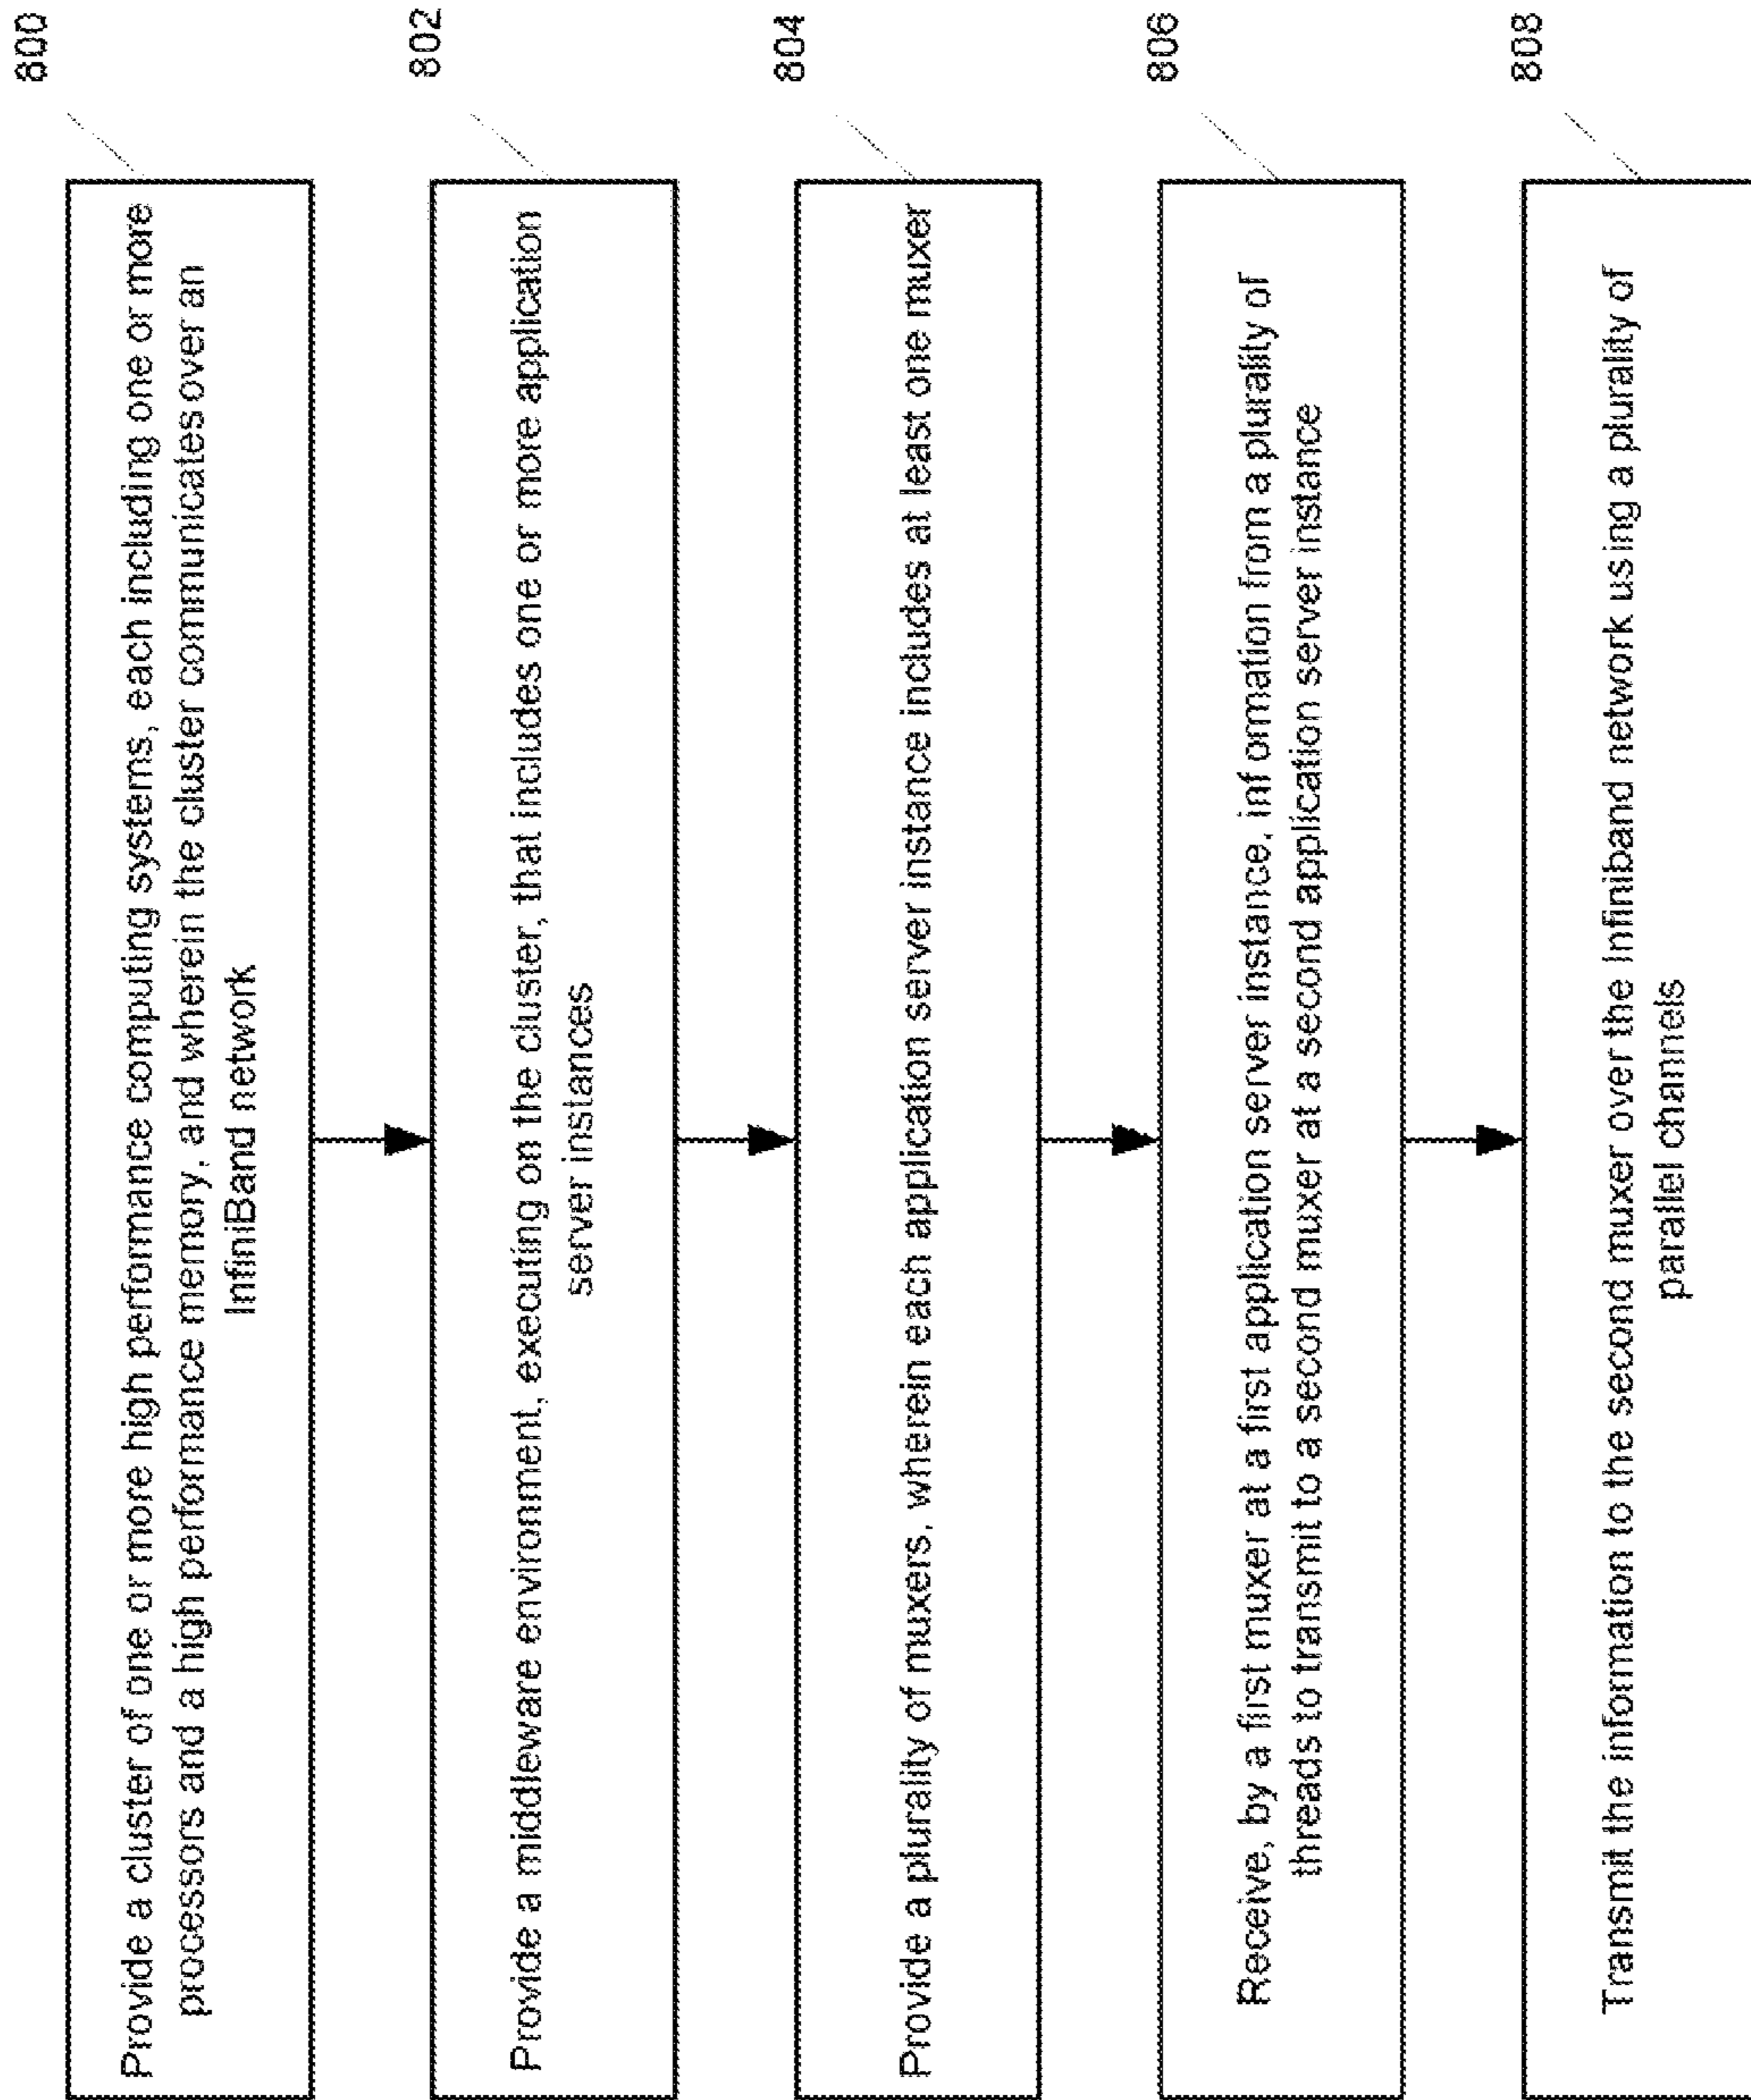 800
Provide a cluster of one or more high performance computing systems, each including one or more
processors and a high performance memory, and wherein the cluster communicates over an
InfiniBand network
802
Provide a middleware environment, executing on the cluster, that includes one or more application
server instances
804
Provide a plurality of muxers, wherein each application server instance includes at least one muxer
806
Receive, by a first muxer at a first application server instance, information from a plurality of
threads to transmit to a second muxer at a second application server instance
808
Transmit the information to the second muxer over the Infiniband network using a plurality of
parallel channels